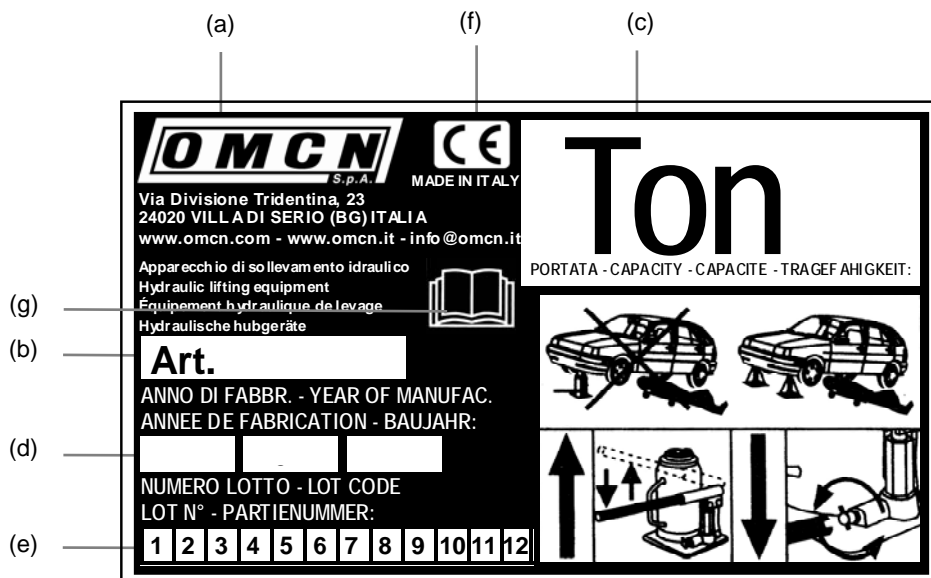 (a) (f) (c)
OMCN
S.p.A.
CE
MADE IN ITALY
Via Divisione Tridentina, 23
24020 VILLA DI SERIO (BG) ITALIA
www.omcn.com - www.omcn.it - info@omcn.it
Ton
PORTATA - CAPACITY - CAPACITE - TRAGEFAHIGKEIT:
Apparecchio di sollevamento idraulico
Hydraulic lifting equipment
Équipement hydraulique de levage
Hydraulische hubgeräte
(g)
(b)
Art.
ANNO DI FABBR. - YEAR OF MANUFAC.
ANNEE DE FABRICATION - BAUJAHR:
(d)
NUMERO LOTTO - LOT CODE
LOT N° - PARTIENUMMER:
(e)
1 2 3 4 5 6 7 8 9 10 11 12